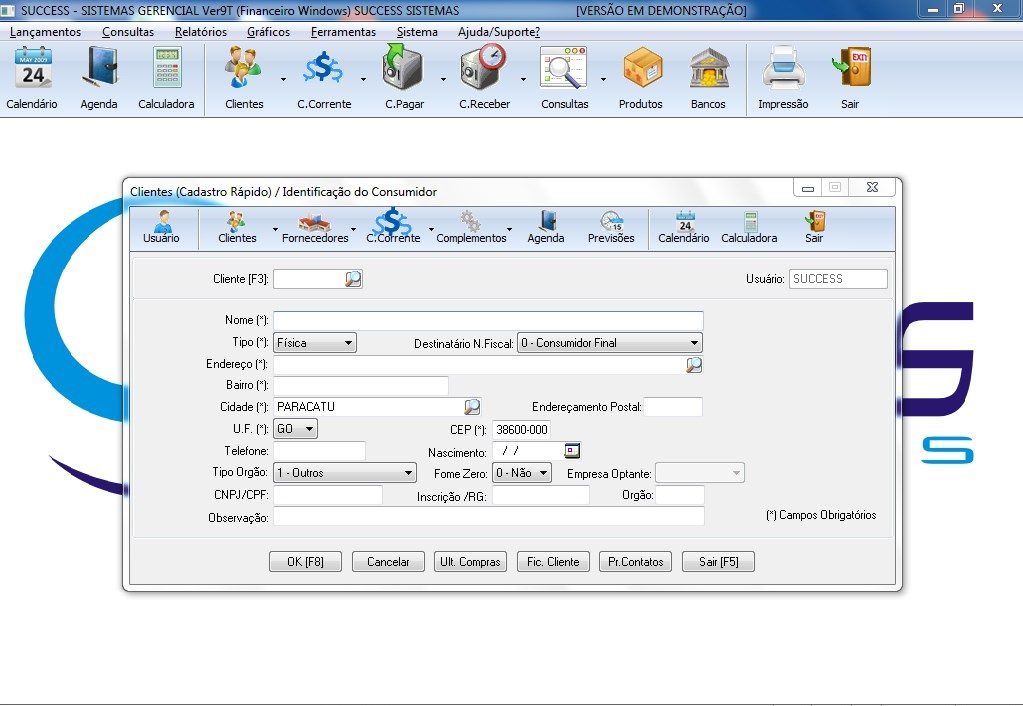 SUCCESS - SISTEMAS GERENCIAL Ver9T (Financeiro Windows) SUCCESS SISTEMAS [VERSÃO EM DEMONSTRAÇÃO]
Lançamentos Consultas Relatórios Gráficos Ferramentas Sistema Ajuda/Suporte?
MAY 2009
24
EXIT
Calendário Agenda Calculadora Clientes C.Corrente C.Pagar C.Receber Consultas Produtos Bancos Impressão Sair
Clientes (Cadastro Rápido) / Identificação do Consumidor
15 24
Usuário Clientes Fornecedores C.Corrente Complementos Agenda Previsões Calendário Calculadora Sair
Cliente [F3]: Usuário: SUCCESS
Nome (*):
Tipo (*): Física Destinatário N.Fiscal: 0 - Consumidor Final
Endereço (*):
Bairro (*):
Cidade (*): PARACATU Endereçamento Postal:
U.F. (*): GO CEP (*): 38600-000
Telefone: Nascimento: / /
Tipo Orgão: 1 - Outros Fome Zero: 0 - Não Empresa Optante:
CNPJ/CPF: Inscrição /RG: Orgão:
Observação: (*) Campos Obrigatórios
OK [F8] Cancelar Ult. Compras Fic. Cliente Pr.Contatos Sair [F5]
S
S